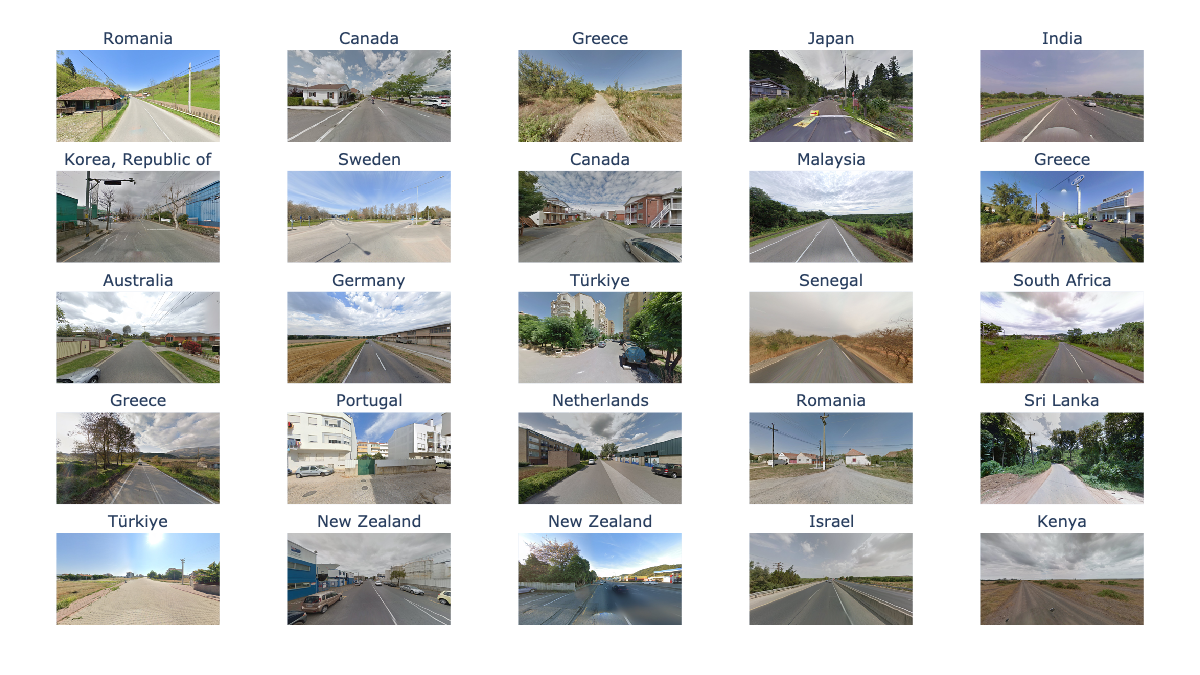 Romania
Canada
Greece
Japan
India
Korea, Republic of
Sweden
Canada
Malaysia
Greece
Australia
Germany
Türkiye
Senegal
South Africa
Greece
Portugal
Netherlands
Romania
Sri Lanka
Türkiye
New Zealand
New Zealand
Israel
Kenya